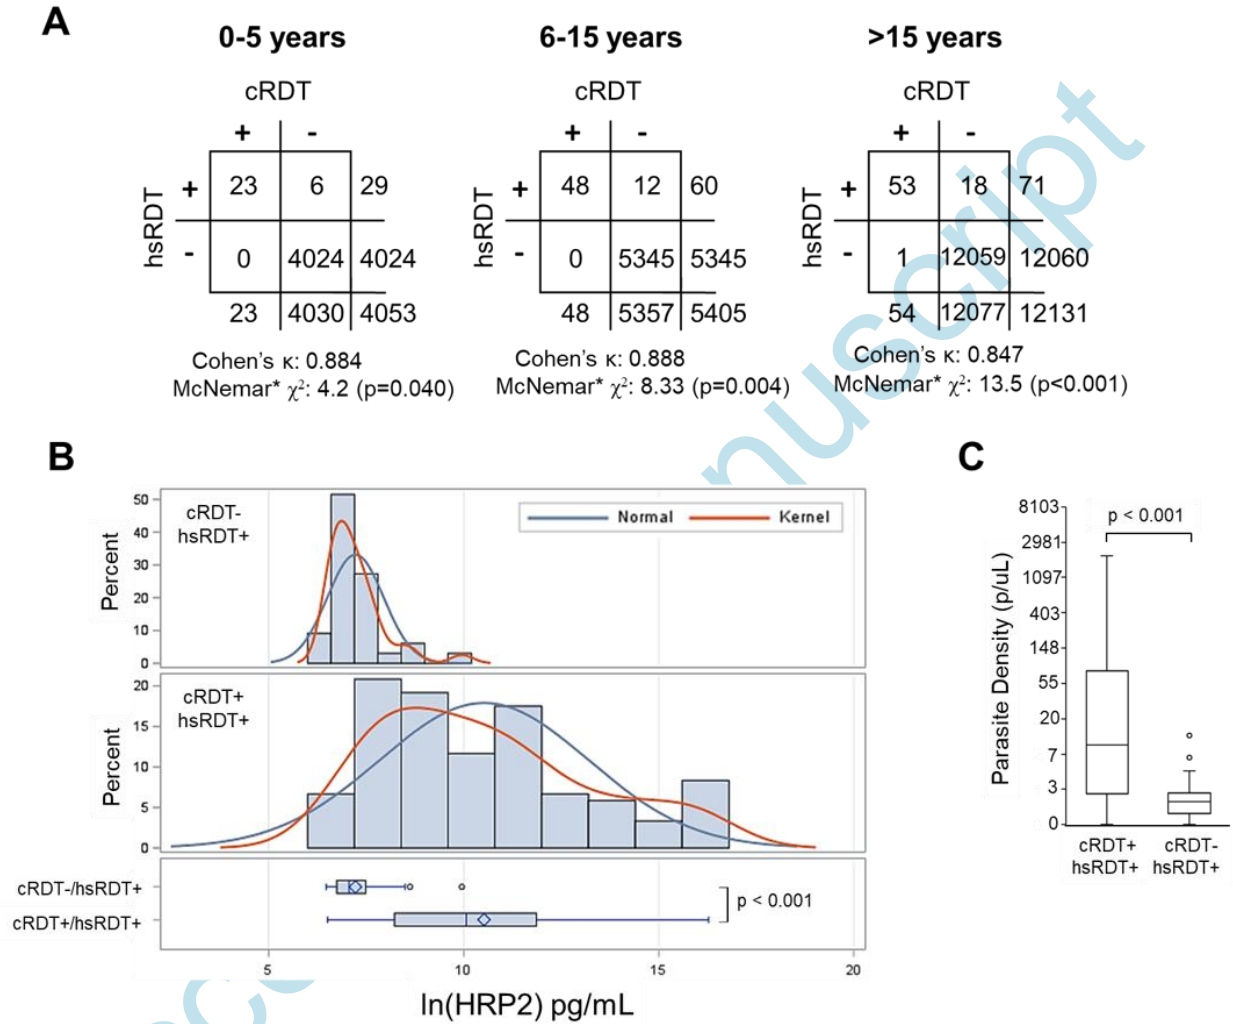 A
0-5 years
6-15 years
>15 years
cRDT
cRDT
cRDT
+ -
+ -
+ -
hsRDT
+ 23 6 29
- 0 4024 4024
23 4030 4053
hsRDT
+ 48 12 60
- 0 5345 5345
48 5357 5405
hsRDT
+ 53 18 71
- 1 12059 12060
54 12077 12131
Cohen's κ: 0.884
McNemar* χ²: 4.2 (p=0.040)
Cohen's κ: 0.888
McNemar* χ²: 8.33 (p=0.004)
Cohen's κ: 0.847
McNemar* χ²: 13.5 (p<0.001)
nuscript
B
Percent
50
40
30
20
10
0
cRDT-
hsRDT+
Normal
Kernel
Percent
20
15
10
5
0
cRDT+
hsRDT+
cRDT-/hsRDT+
cRDT+/hsRDT+
p < 0.001
5 10 15 20
ln(HRP2) pg/mL
C
Parasite Density (p/uL)
8103
2981
1097
403
148
55
20
7
3
0
p < 0.001
cRDT+
hsRDT+
cRDT-
hsRDT+